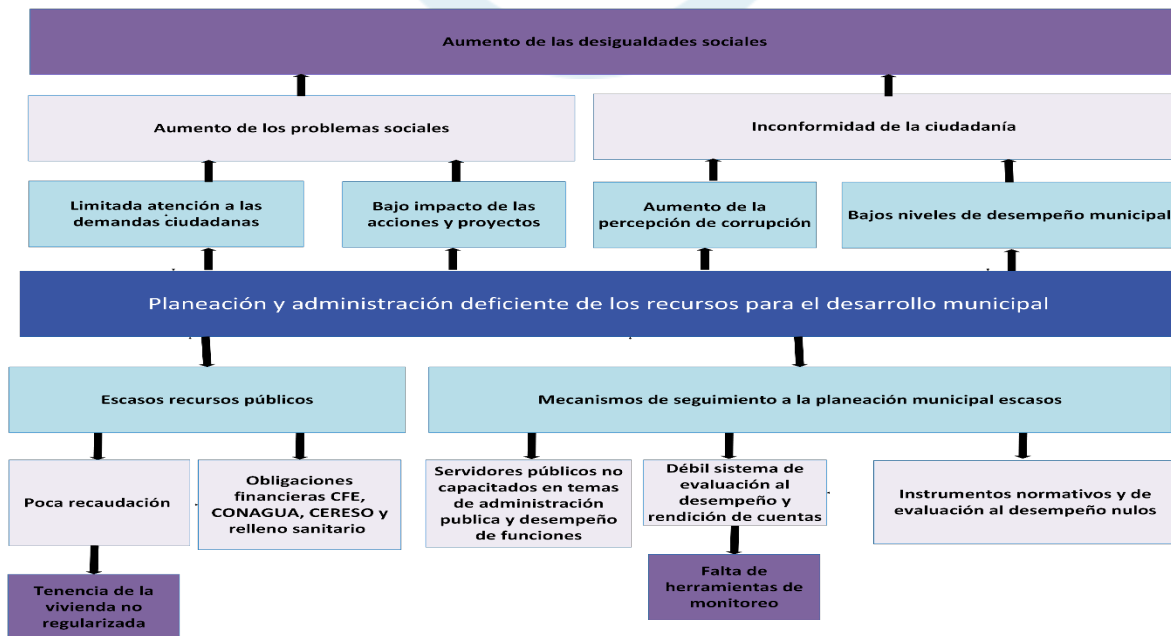 Aumento de las desigualdades sociales
Aumento de los problemas sociales
Inconformidad de la ciudadanía
Limitada atención a las
demandas ciudadanas
Bajo impacto de las
acciones y proyectos
Aumento de la
percepción de corrupción
Bajos niveles de desempeño municipal
Planeación y administración deficiente de los recursos para el desarrollo municipal
Escasos recursos públicos
Mecanismos de seguimiento a la planeación municipal escasos
Poca recaudación
Obligaciones
financieras CFE,
CONAGUA, CERESO y
relleno sanitario
Servidores públicos no
capacitados en temas de
administración
publica y desempeño
de funciones
Débil sistema de
evaluación al
desempeño y
rendición de cuentas
Instrumentos normativos y de
evaluación al desempeño nulos
Tenencia de la
vivienda no
regularizada
Falta de
herramientas de
monitoreo